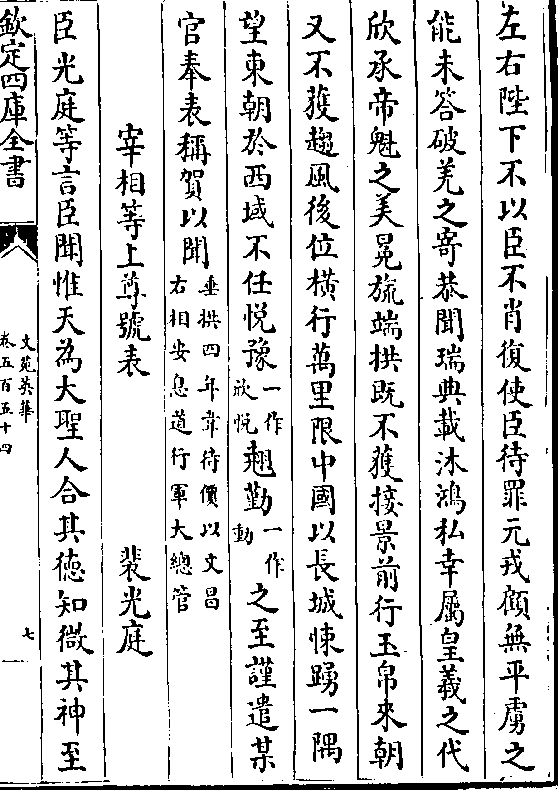 左右陛下不以臣不肖復使臣待罪元戎顧無平虜之
能未答破羌之寄恭聞瑞典載沐鴻私幸屬皇羲之代
欣承帝魁之美冕旒端拱既不獲接景前行玉帛來朝
又不獲趨風後位橫行萬里限中國以長城悚踴一隅
望東朝於西域不任悦豫一作欣悦翹勤一作動之至謹遣某
官奉表稱賀以聞垂拱四年韋待價以文昌右相安息道行軍大總管
宰相等上尊號表 裴光庭
臣光庭等言臣聞惟天為大聖人合其德知微其神至
欽定四庫全書
文苑英華
卷五百五十四
七